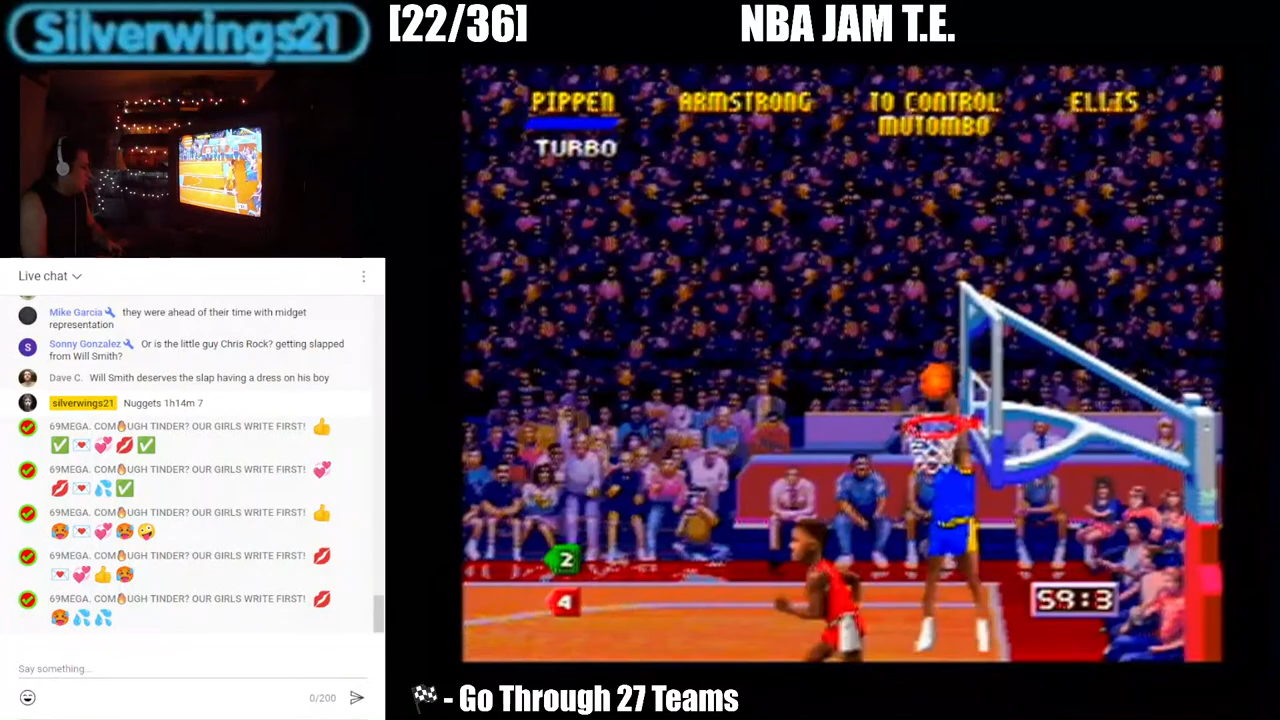 Silverwings21
[22/36]
NBA JAM T.E.
PIPPEN
ARMSTRONG
TO CONTROL
MUTOMBO
ELLIS
TURBO
2
4
59:3
Live chat
Mike Garcia they were ahead of their time with midget
representation
S
Sonny Gonzalez Or is the little guy Chris Rock? getting slapped
from Will Smith?
Dave C. Will Smith deserves the slap having a dress on his boy
silverwings21 Nuggets 1h14m 7
69MEGA. COM🔥UGH TINDER? OUR GIRLS WRITE FIRST! 👍
✅ 💌 💞 💋 ✅
69MEGA. COM🔥UGH TINDER? OUR GIRLS WRITE FIRST! 💞
💋 💌 💦 ✅
69MEGA. COM🔥UGH TINDER? OUR GIRLS WRITE FIRST! 👍
🥵 💌 💞 🥵 🤪
69MEGA. COM🔥UGH TINDER? OUR GIRLS WRITE FIRST! 💋
💌 💞 👍 🥵
69MEGA. COM🔥UGH TINDER? OUR GIRLS WRITE FIRST! 💋
🥵 💦 💦
Say something...
0/200
🏁 - Go Through 27 Teams